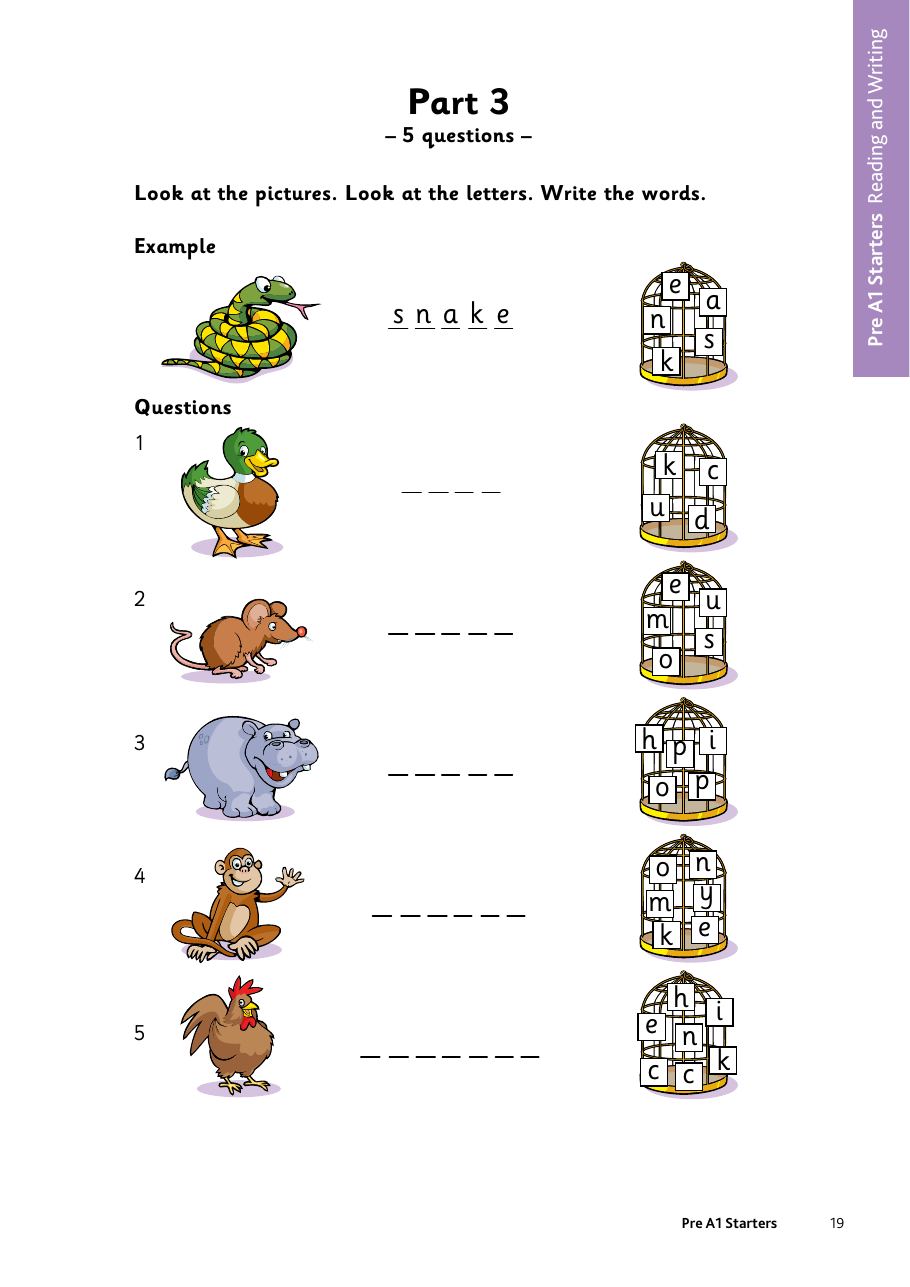 Pre A1 Starters Reading and Writing
Part 3
– 5 questions –
Look at the pictures. Look at the letters. Write the words.
Example
s n a k e
e
a
n
s
k
Questions
1
_ _ _ _
k
c
u
d
2
_ _ _ _ _
e
u
m
s
o
3
_ _ _ _ _
h
p
i
o
p
4
_ _ _ _ _ _
o
n
m
y
k
e
5
_ _ _ _ _ _ _
h
i
e
n
k
c
c
Pre A1 Starters 19